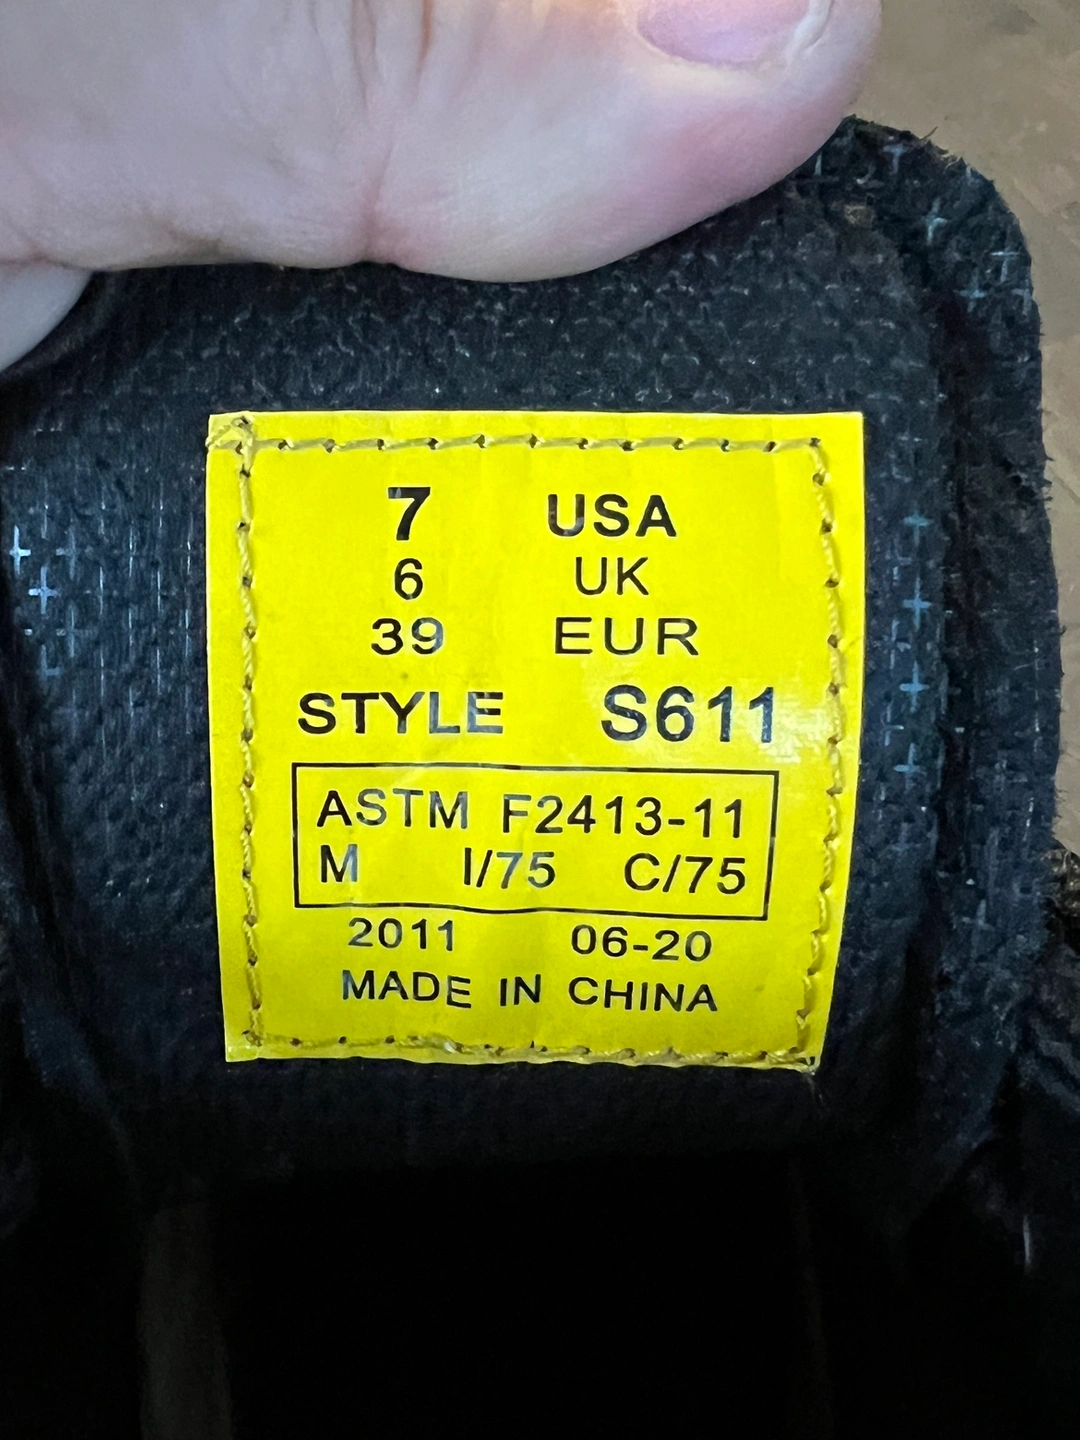 7 USA
6 UK
39 EUR
STYLE S611
ASTM F2413-11
M I/75 C/75
2011 06-20
MADE IN CHINA